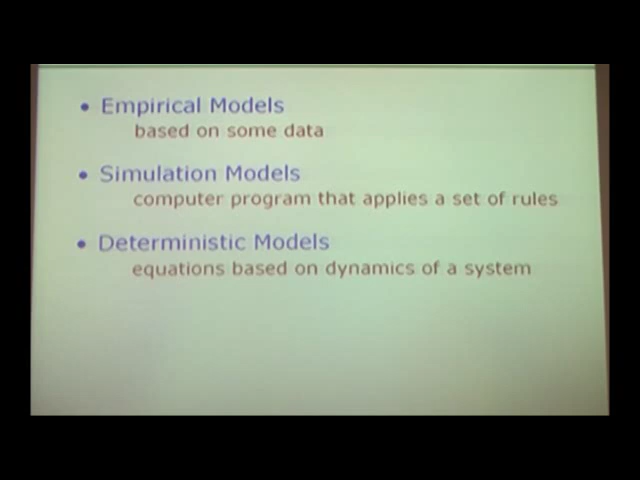 • Empirical Models
based on some data
• Simulation Models
computer program that applies a set of rules
• Deterministic Models
equations based on dynamics of a system